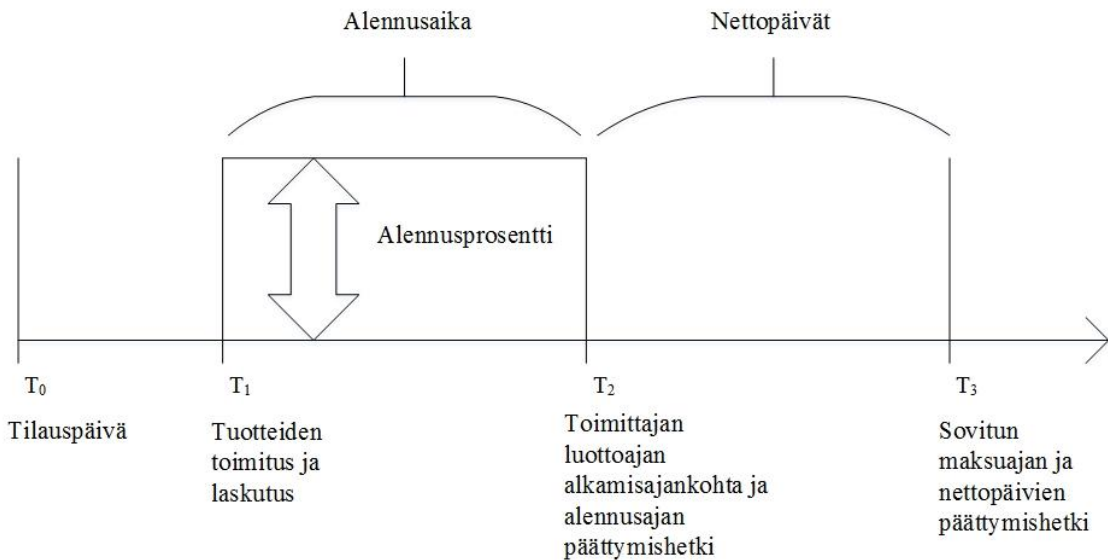 Alennusaika
Nettopäivät
Alennusprosentti
T0
Tilauspäivä
T1
Tuotteiden
toimitus ja
laskutus
T2
Toimittajan
luottoajan
alkamisajankohta ja
alennusajan
päättymishetki
T3
Sovitun
maksuajan ja
nettopäivien
päättymishetki